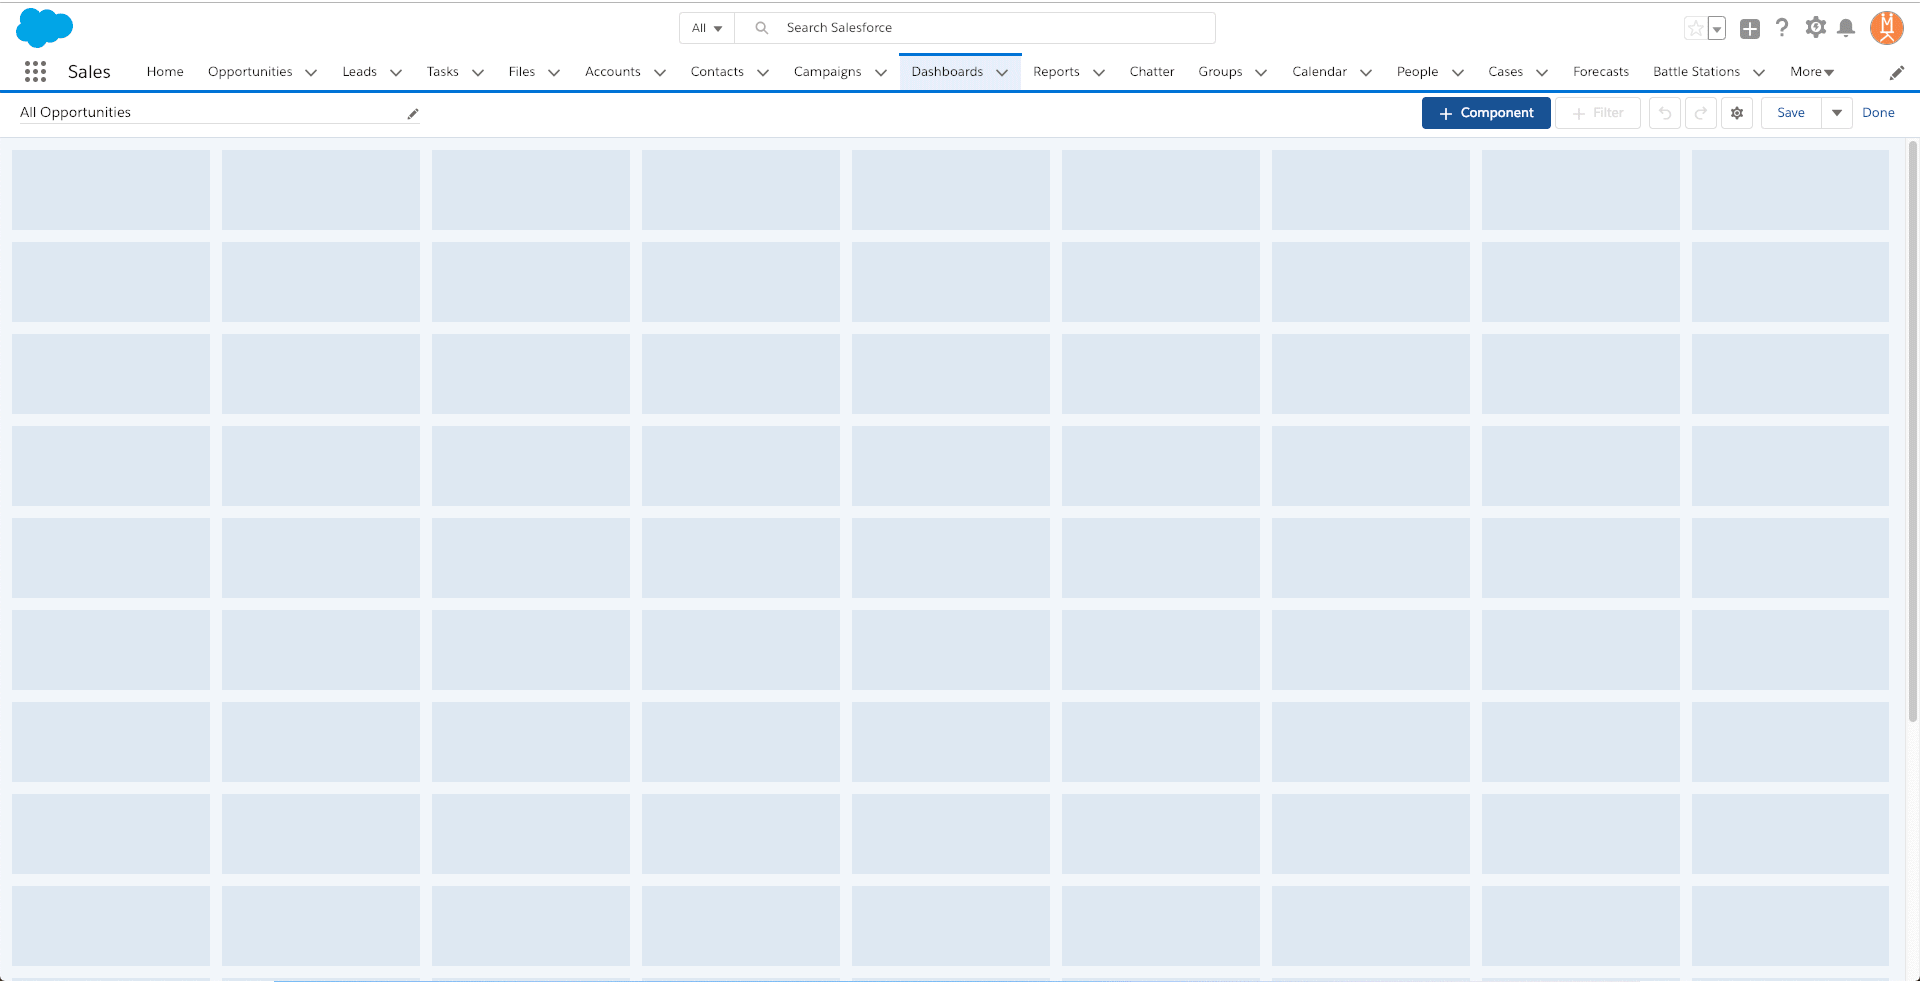 All Search Salesforce
Sales Home Opportunities Leads Tasks Files Accounts Contacts Campaigns Dashboards Reports Chatter Groups Calendar People Cases Forecasts Battle Stations More
All Opportunities + Component + Filter Save Done